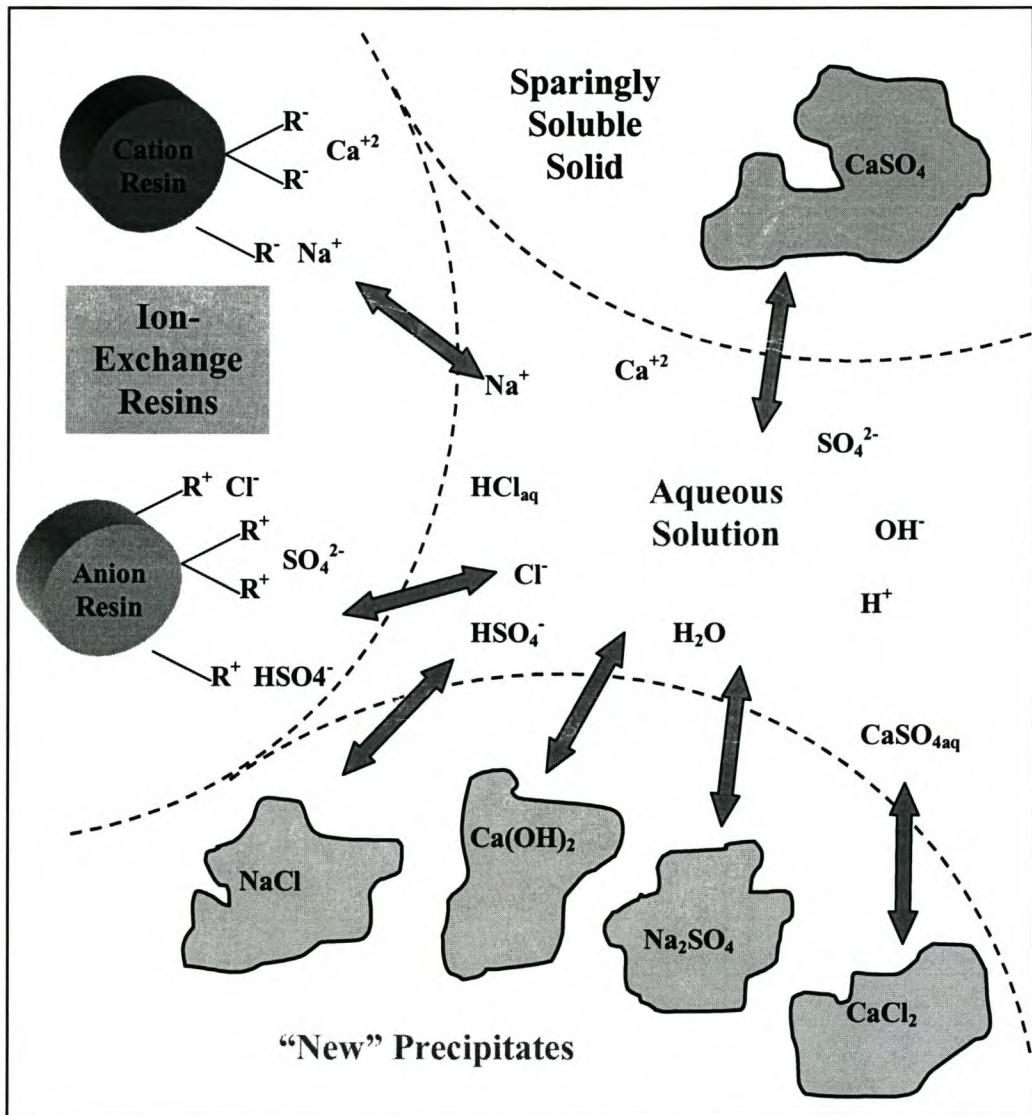 Cation
Resin
R⁻
R⁻
Ca⁺²
R⁻ Na⁺
Ion-
Exchange
Resins
Sparingly
Soluble
Solid
CaSO₄
Na⁺
Ca⁺²
SO₄²⁻
HCl_aq
Aqueous
Solution
OH⁻
H⁺
Anion
Resin
R⁺ Cl⁻
R⁺
SO₄²⁻
R⁺
R⁺ HSO4⁻
Cl⁻
HSO₄⁻
H₂O
CaSO₄aq
NaCl
Ca(OH)₂
Na₂SO₄
CaCl₂
“New” Precipitates